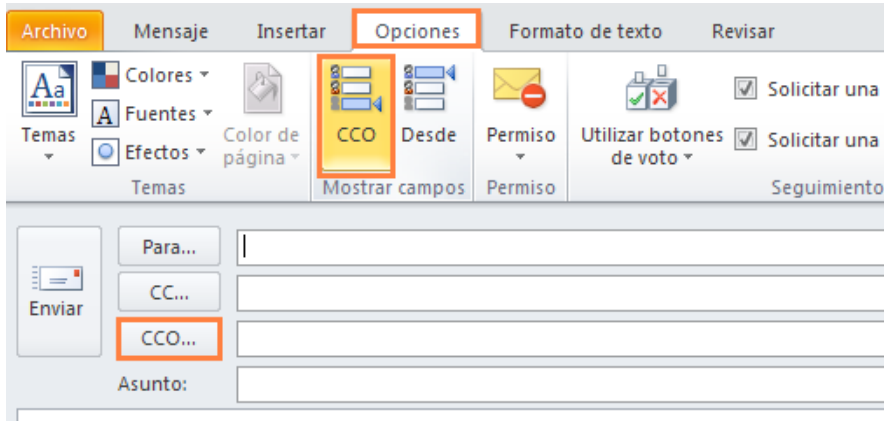 Archivo Mensaje Insertar Opciones Formato de texto Revisar
Aa Temas
Colores
A Fuentes
Efectos
Color de
página
CCO Desde
Permiso
Utilizar botones
de voto
Solicitar una
Solicitar una
Temas Mostrar campos Permiso Seguimiento
Enviar
Para...
CC...
CCO...
Asunto: